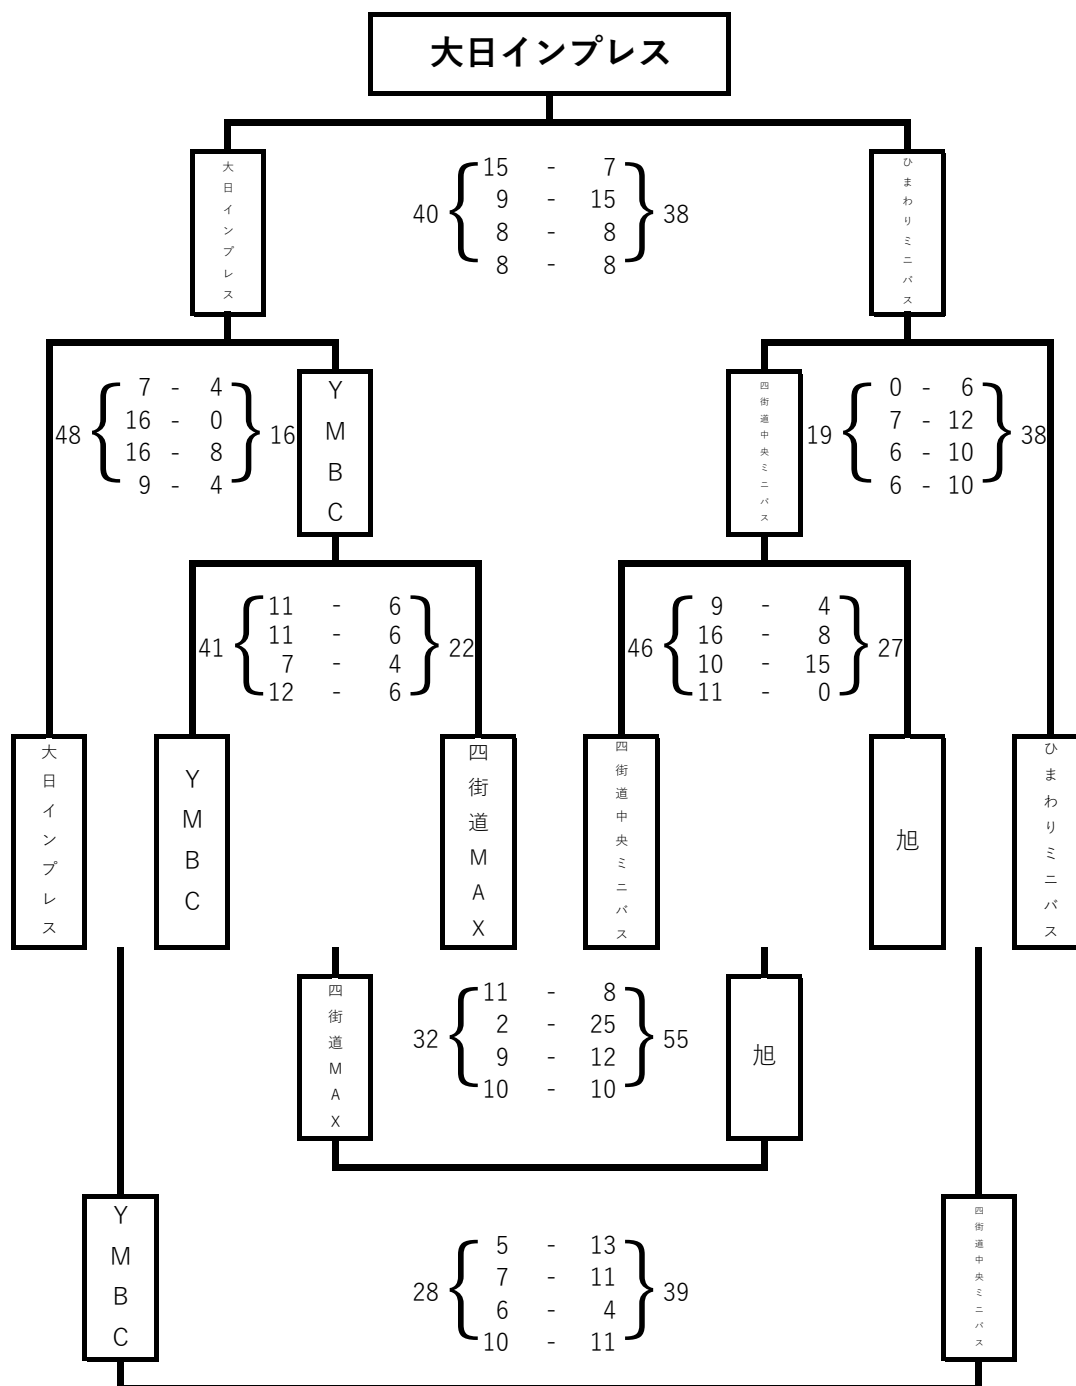 大日インプレス
大日インプレス
40
15 - 7
9 - 15
8 - 8
8 - 8
38
ひまわりミニバス
48
7 - 4
16 - 0
16 - 8
9 - 4
16
YMBC
四街道中央ミニバス
19
0 - 6
7 - 12
6 - 10
6 - 10
38
41
11 - 6
11 - 6
7 - 4
12 - 6
22
46
9 - 4
16 - 8
10 - 15
11 - 0
27
大日インプレス
YMBC
四街道MAX
四街道中央ミニバス
旭
ひまわりミニバス
四街道MAX
32
11 - 8
2 - 25
9 - 12
10 - 10
55
旭
YMBC
28
5 - 13
7 - 11
6 - 4
10 - 11
39
四街道中央ミニバス